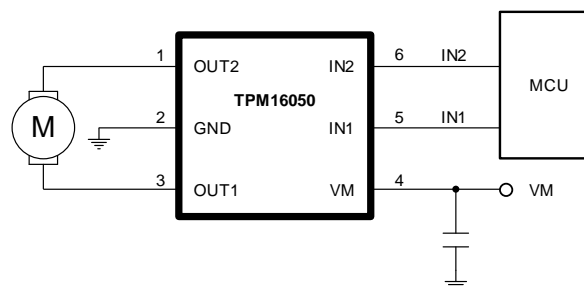 1 OUT2 IN2 6 IN2
MCU
TPM16050
M
2 GND IN1 5 IN1
3 OUT1 VM 4 VM